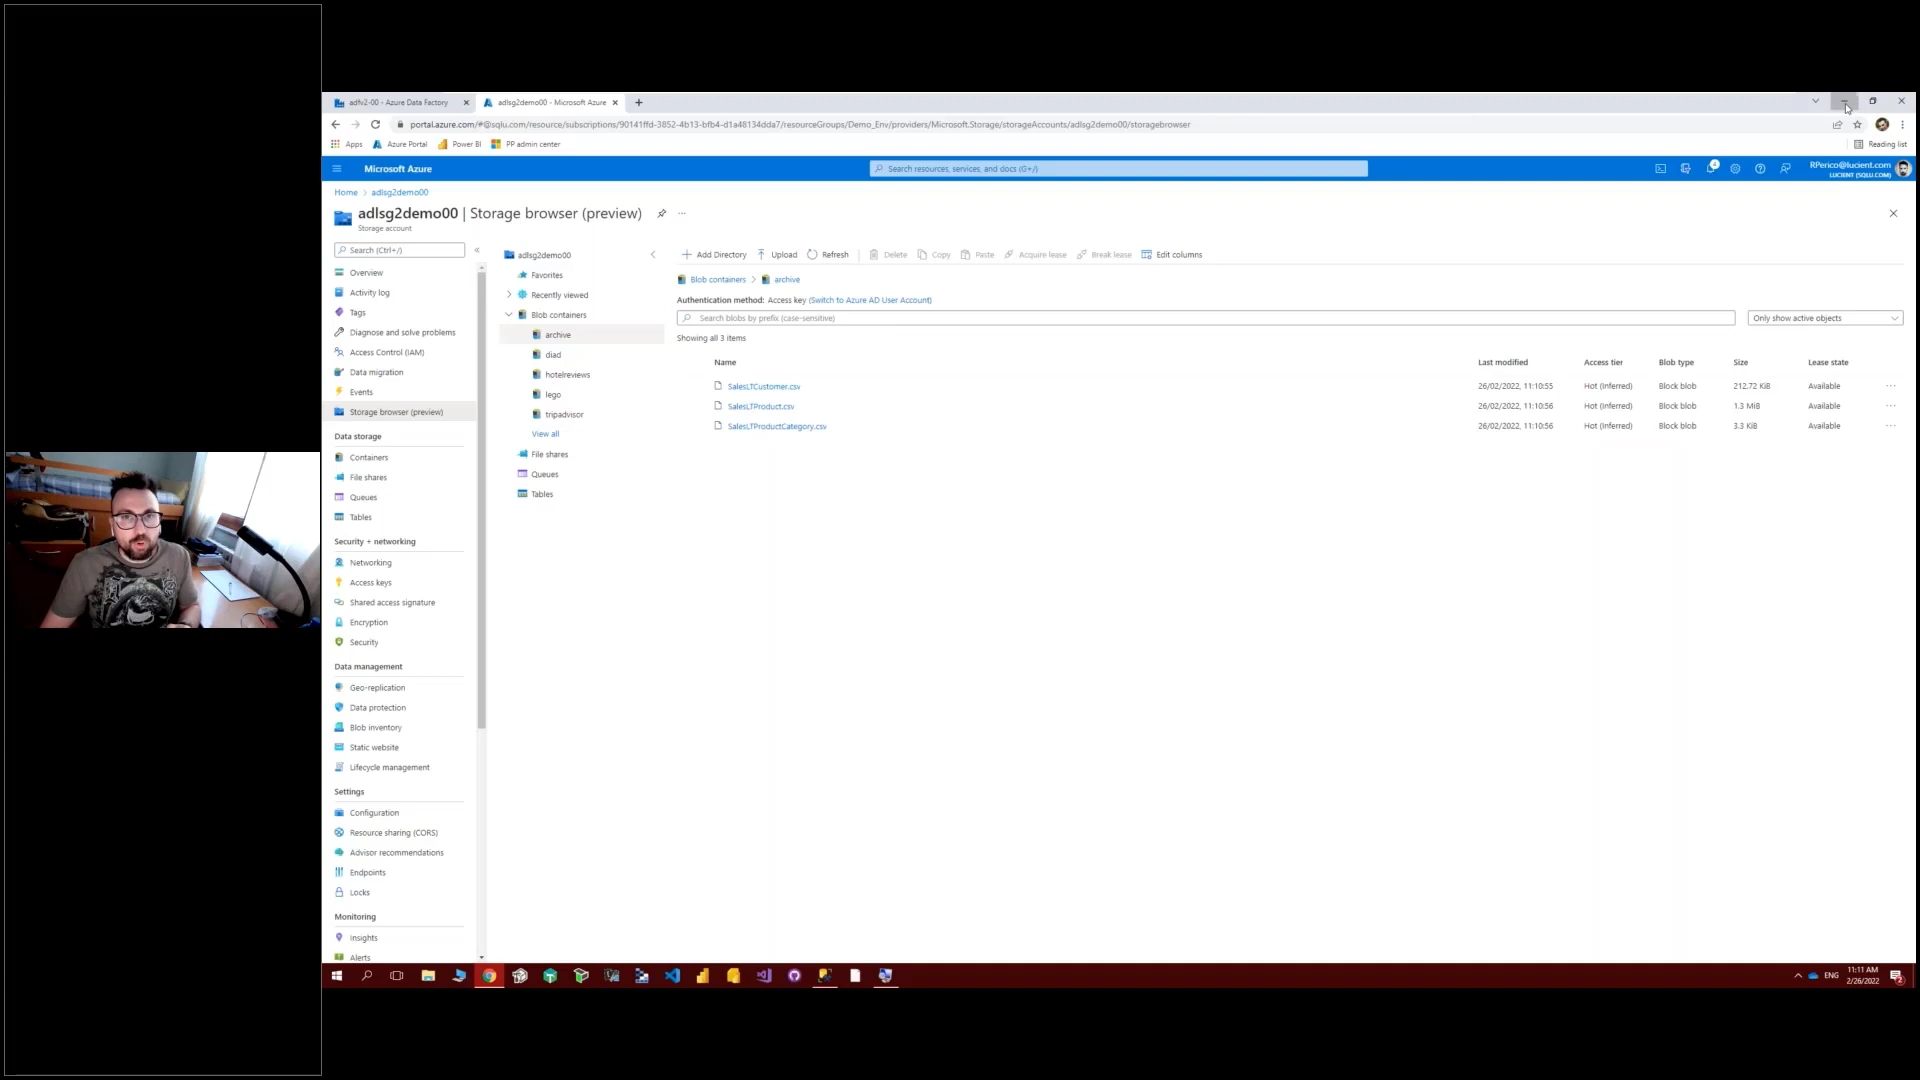 adfv2-00 - Azure Data Factory
adlsg2demo00 - Microsoft Azure
portal.azure.com/#@sqlu.com/resource/subscriptions/90141ffd-3852-4b13-bfb4-d1a48134dda7/resourceGroups/Demo_Env/providers/Microsoft.Storage/storageAccounts/adlsg2demo00/storagebrowser
Apps Azure Portal Power BI PP admin center Reading list
Microsoft Azure
Search resources, services, and docs (G+/)
4
RPerico@lucient.com
LUCIENT (SQLU.COM)
Home > adlsg2demo00
adlsg2demo00 | Storage browser (preview)
Storage account
Search (Ctrl+/)
Overview
Activity log
Tags
Diagnose and solve problems
Access Control (IAM)
Data migration
Events
Storage browser (preview)
Data storage
Containers
File shares
Queues
Tables
Security + networking
Networking
Access keys
Shared access signature
Encryption
Security
Data management
Geo-replication
Data protection
Blob inventory
Static website
Lifecycle management
Settings
Configuration
Resource sharing (CORS)
Advisor recommendations
Endpoints
Locks
Monitoring
Insights
Alerts
adlsg2demo00
Favorites
Recently viewed
Blob containers
archive
diad
hotelreviews
lego
tripadvisor
View all
File shares
Queues
Tables
Add Directory Upload Refresh Delete Copy Paste Acquire lease Break lease Edit columns
Blob containers > archive
Authentication method: Access key (Switch to Azure AD User Account)
Search blobs by prefix (case-sensitive)
Only show active objects
Showing all 3 items
Name Last modified Access tier Blob type Size Lease state
SalesLTCustomer.csv 26/02/2022, 11:10:55 Hot (Inferred) Block blob 212.72 KiB Available
SalesLTProduct.csv 26/02/2022, 11:10:56 Hot (Inferred) Block blob 1.3 MiB Available
SalesLTProductCategory.csv 26/02/2022, 11:10:56 Hot (Inferred) Block blob 3.3 KiB Available
ENG
11:11 AM
2/26/2022
2